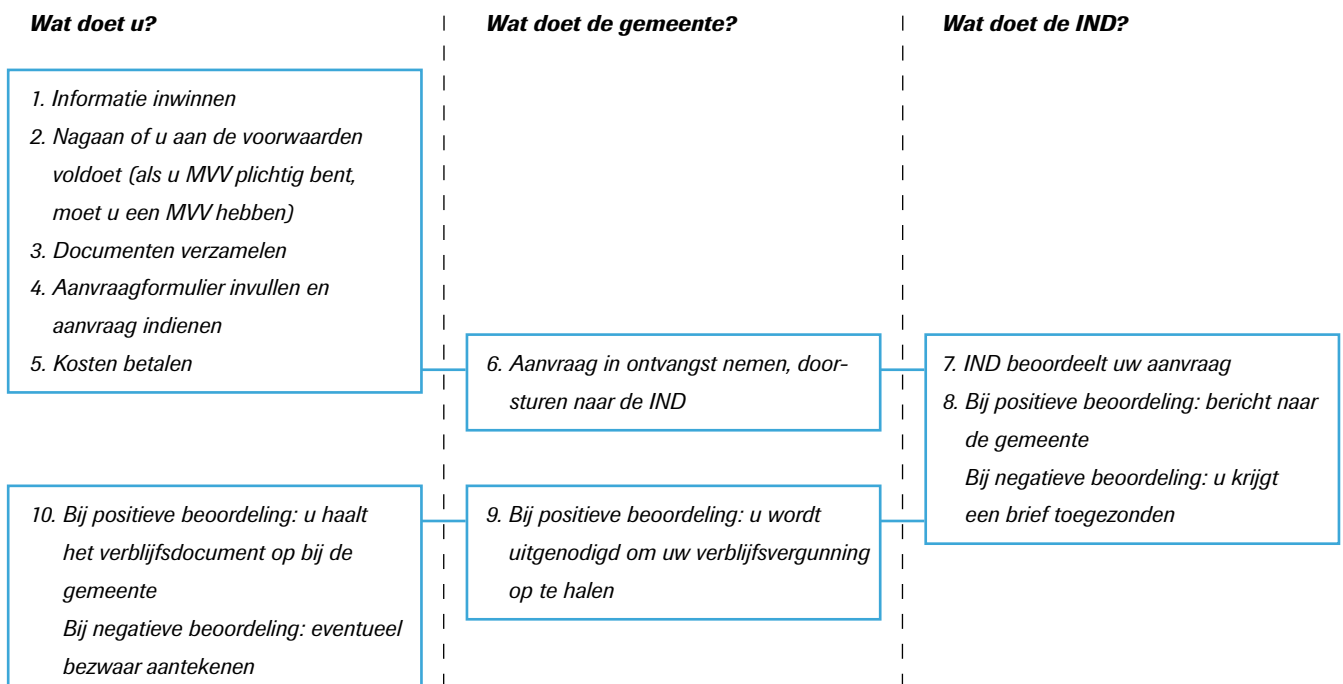 Wat doet u?
Wat doet de gemeente?
Wat doet de IND?
1. Informatie inwinnen
2. Nagaan of u aan de voorwaarden
voldoet (als u MVV plichtig bent,
moet u een MVV hebben)
3. Documenten verzamelen
4. Aanvraagformulier invullen en
aanvraag indienen
5. Kosten betalen
6. Aanvraag in ontvangst nemen, door-
sturen naar de IND
7. IND beoordeelt uw aanvraag
8. Bij positieve beoordeling: bericht naar
de gemeente
Bij negatieve beoordeling: u krijgt
een brief toegezonden
9. Bij positieve beoordeling: u wordt
uitgenodigd om uw verblijfsvergunning
op te halen
10. Bij positieve beoordeling: u haalt
het verblijfsdocument op bij de
gemeente
Bij negatieve beoordeling: eventueel
bezwaar aantekenen